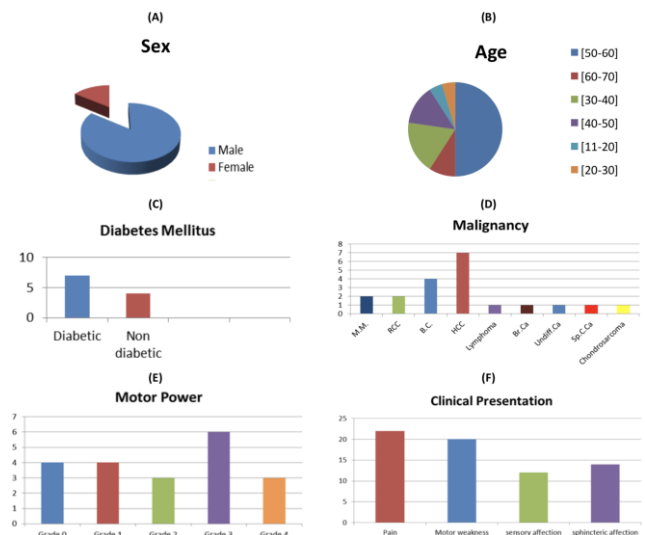 (A)
Sex
Male
Female
(B)
Age
[50-60]
[60-70]
[30-40]
[40-50]
[11-20]
[20-30]
(C)
Diabetes Mellitus
10
5
0
Diabetic
Non
diabetic
(D)
Malignancy
8
7
6
5
4
3
2
1
0
M.M.
RCC
B.C.
HCC
Lymphoma
Br.Ca
Undiff.Ca
Sp.C.Ca
Chondrosarcoma
(E)
Motor Power
7
6
5
4
3
2
1
0
Grade 0
Grade 1
Grade 2
Grade 3
Grade 4
(F)
Clinical Presentation
25
20
15
10
5
0
Pain
Motor weakness
sensory affection
sphincteric affection